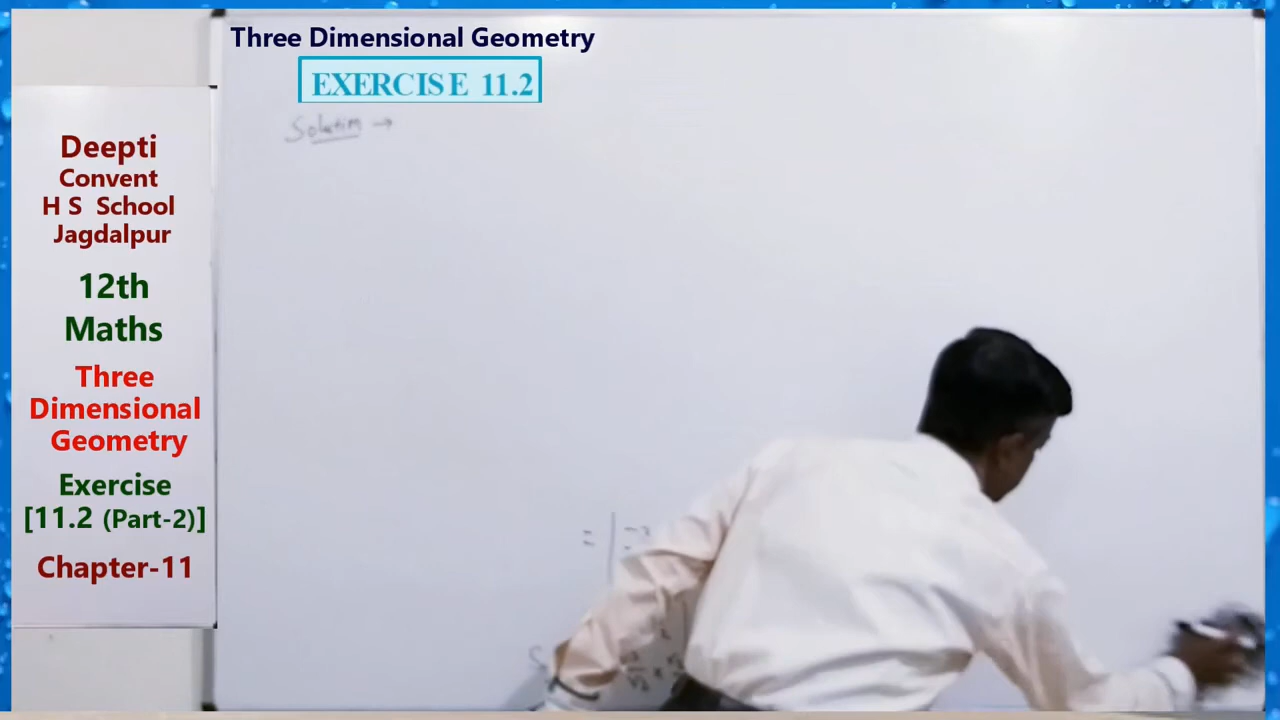 Three Dimensional Geometry
EXERCISE 11.2
Solution →
Deepti
Convent
H S School
Jagdalpur
12th
Maths
Three
Dimensional
Geometry
Exercise
[11.2 (Part-2)]
Chapter-11